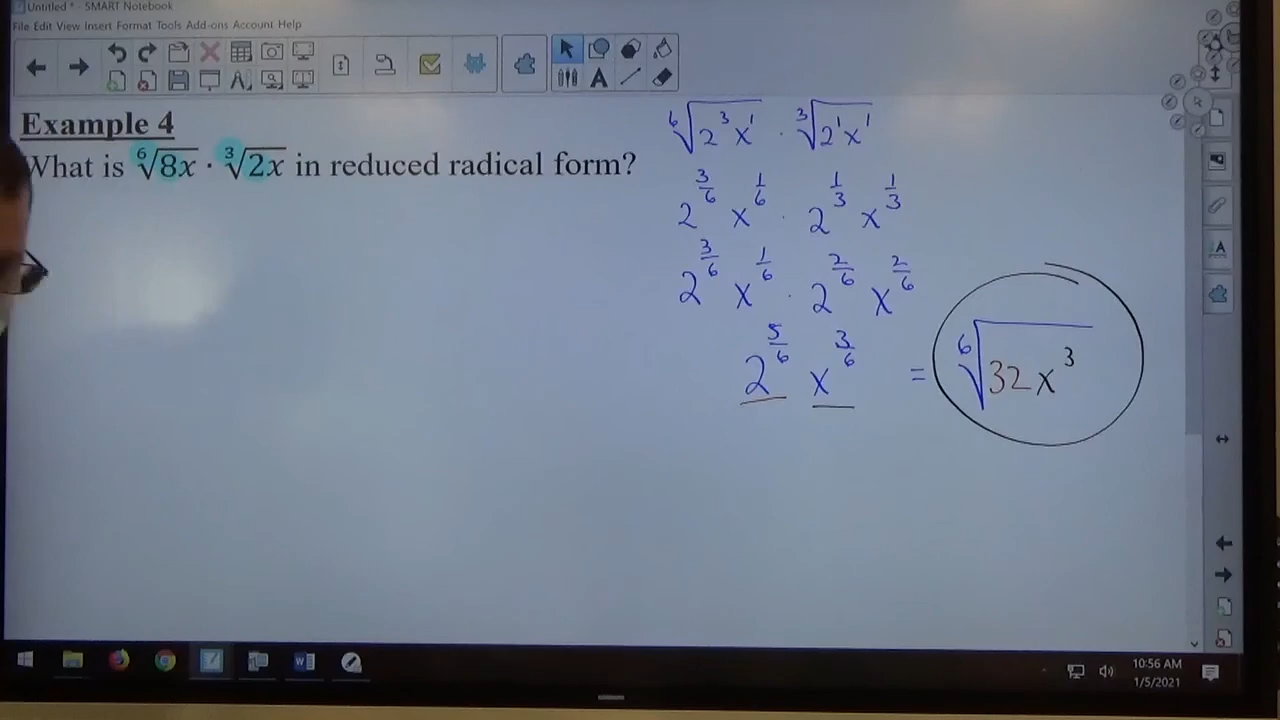 Untitled * - SMART Notebook
File Edit View Insert Format Tools Add-ons Account Help
Example 4
What is ⁶√8x · ³√2x in reduced radical form?
⁶√2³x¹ · ³√2¹x¹
2^(3/6) x^(1/6) · 2^(1/3) x^(1/3)
2^(3/6) x^(1/6) · 2^(2/6) x^(2/6)
2^(5/6) x^(3/6) = ⁶√32x³
10:56 AM
1/5/2021